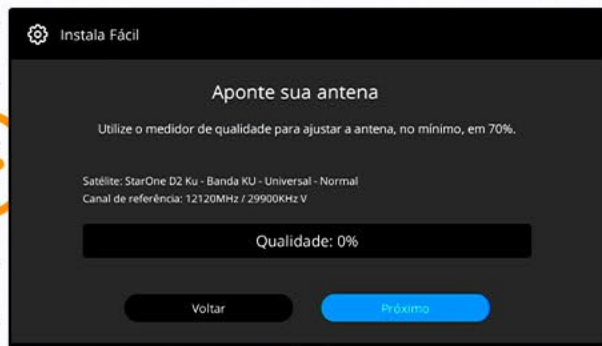 Instala Fácil
Aponte sua antena
Utilize o medidor de qualidade para ajustar a antena, no mínimo, em 70%.
Satélite: StarOne D2 Ku - Banda KU - Universal - Normal
Canal de referência: 12120MHz / 29900KHz V
Qualidade: 0%
Voltar
Próximo